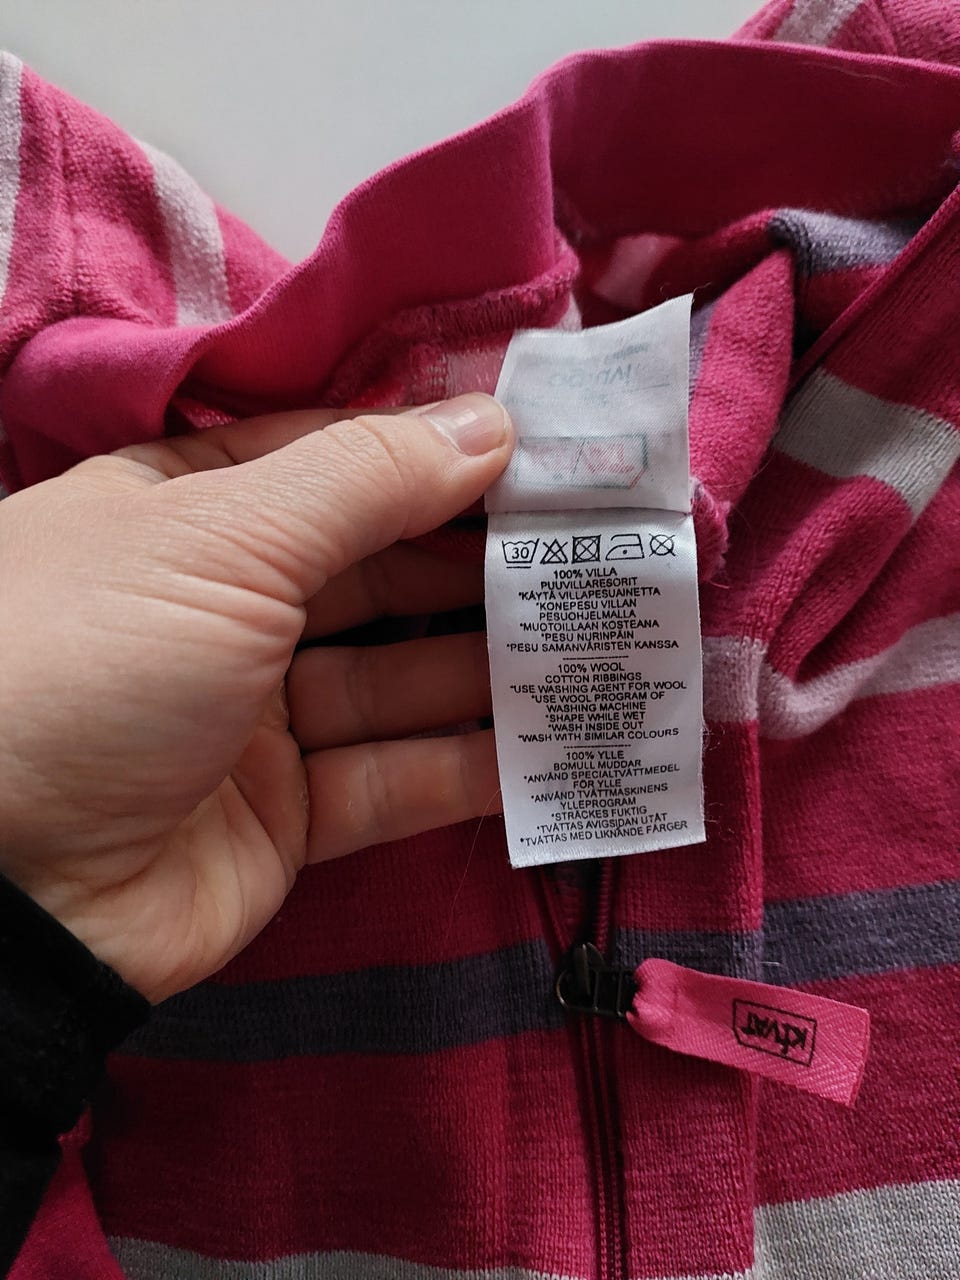 30
100% VILLA
PUUVILLARESORIT
*KÄYTÄ VILLAPESUAINETTA
*KONEPESU VILLAN
PESUOHJELMALLA
*MUOTOILLAAN KOSTEANA
*PESU NURINPÄIN
*PESU SAMANVÄRISTEN KANSSA
--------------------
100% WOOL
COTTON RIBBINGS
*USE WASHING AGENT FOR WOOL
*USE WOOL PROGRAM OF
WASHING MACHINE
*SHAPE WHILE WET
*WASH INSIDE OUT
*WASH WITH SIMILAR COLOURS
--------------------
100% YLLE
BOMULL MUDDAR
*ANVÄND SPECIALTVÄTTMEDEL
FÖR YLLE
*ANVÄND TVÄTTMASKINENS
YLLEPROGRAM
*STRÄCKES FUKTIG
*TVÄTTAS AVIGSIDAN UTÅT
*TVÄTTAS MED LIKNANDE FÄRGER
KIVAT